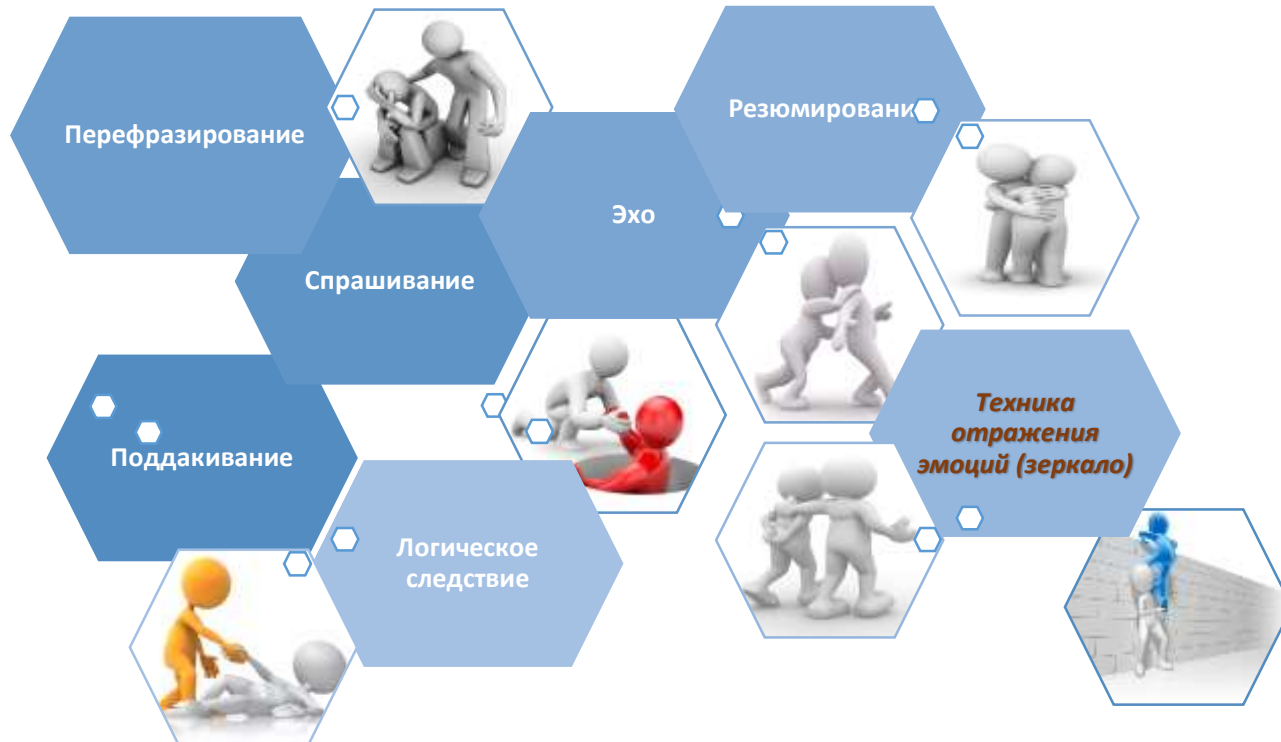 Перефразирование
Резюмировани
Эхо
Спрашивание
Поддакивание
Техника
отражения
эмоций (зеркало)
Логическое
следствие